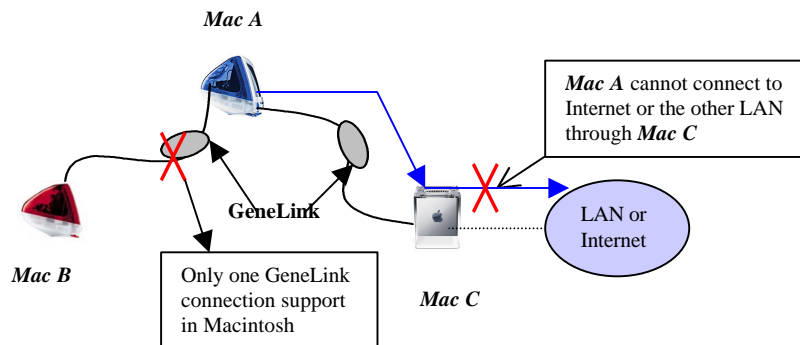 Mac A
Mac A cannot connect to
Internet or the other LAN
through Mac C
GeneLink
LAN or
Internet
Mac B
Only one GeneLink
connection support
in Macintosh
Mac C